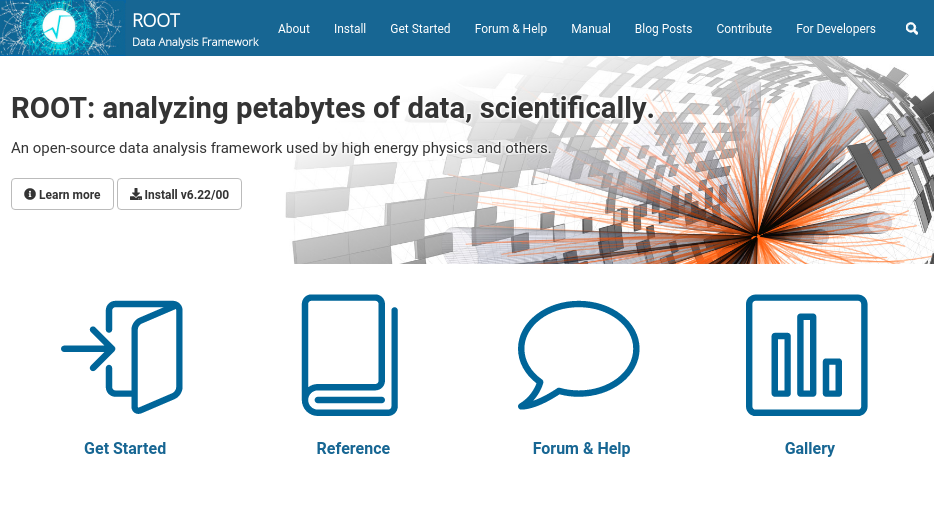 ROOT
Data Analysis Framework
About Install Get Started Forum & Help Manual Blog Posts Contribute For Developers
ROOT: analyzing petabytes of data, scientifically.
An open-source data analysis framework used by high energy physics and others.
Learn more Install v6.22/00
Get Started Reference Forum & Help Gallery